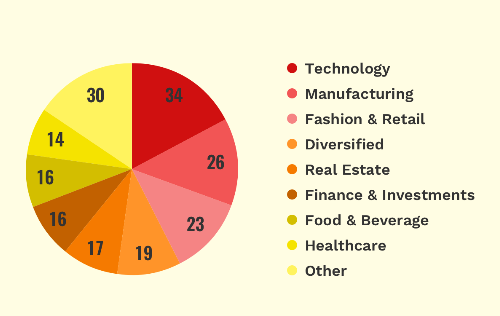 34
26
23
19
17
16
16
14
30
Technology
Manufacturing
Fashion & Retail
Diversified
Real Estate
Finance & Investments
Food & Beverage
Healthcare
Other